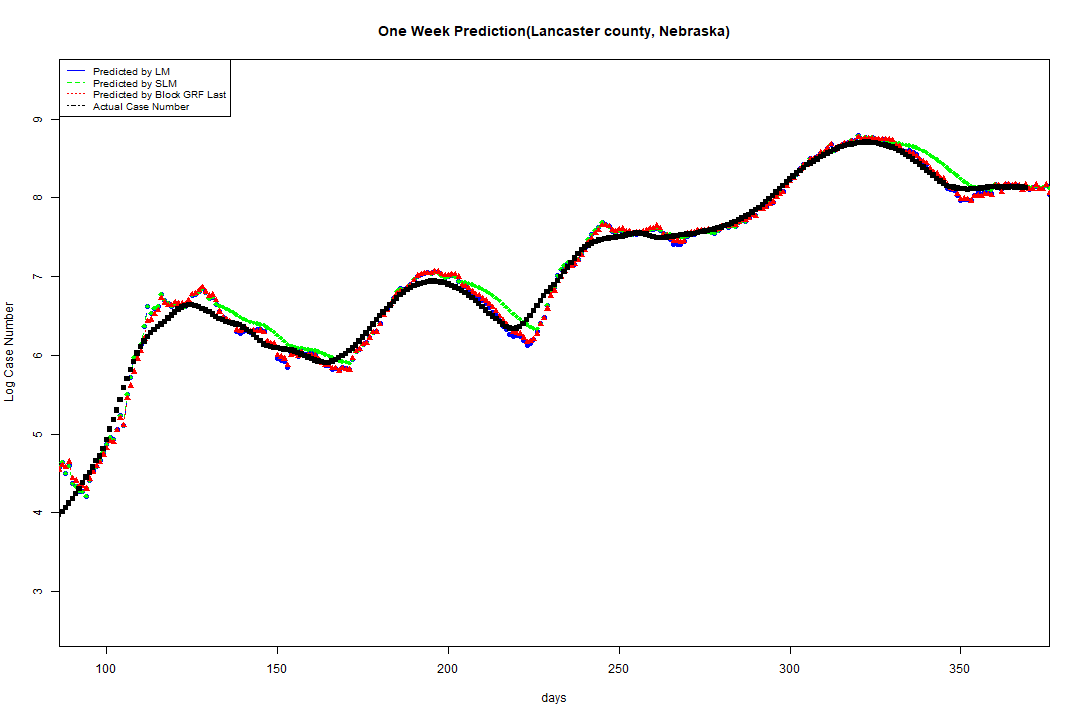 One Week Prediction(Lancaster county, Nebraska)
Predicted by LM
Predicted by SLM
Predicted by Block GRF Last
Actual Case Number
9
8
7
6
5
4
3
Log Case Number
100 150 200 250 300 350
days